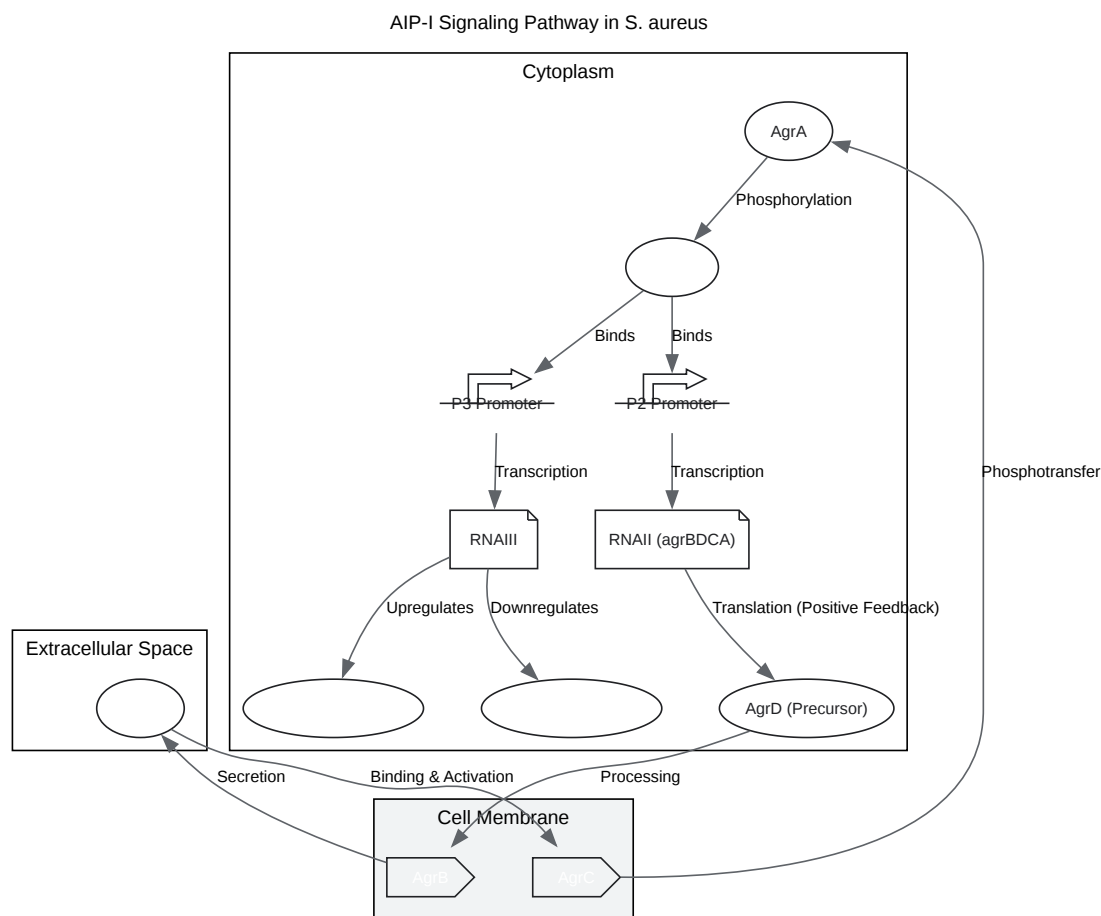 AIP-I Signaling Pathway in S. aureus
Cytoplasm
AgrA
Phosphorylation
Binds
Binds
P3 Promoter
P2 Promoter
Transcription
Transcription
Phosphotransfer
RNAIII
RNAII (agrBDCA)
Upregulates
Downregulates
Translation (Positive Feedback)
Extracellular Space
AgrD (Precursor)
Secretion
Binding & Activation
Processing
Cell Membrane
AgrB
AgrC